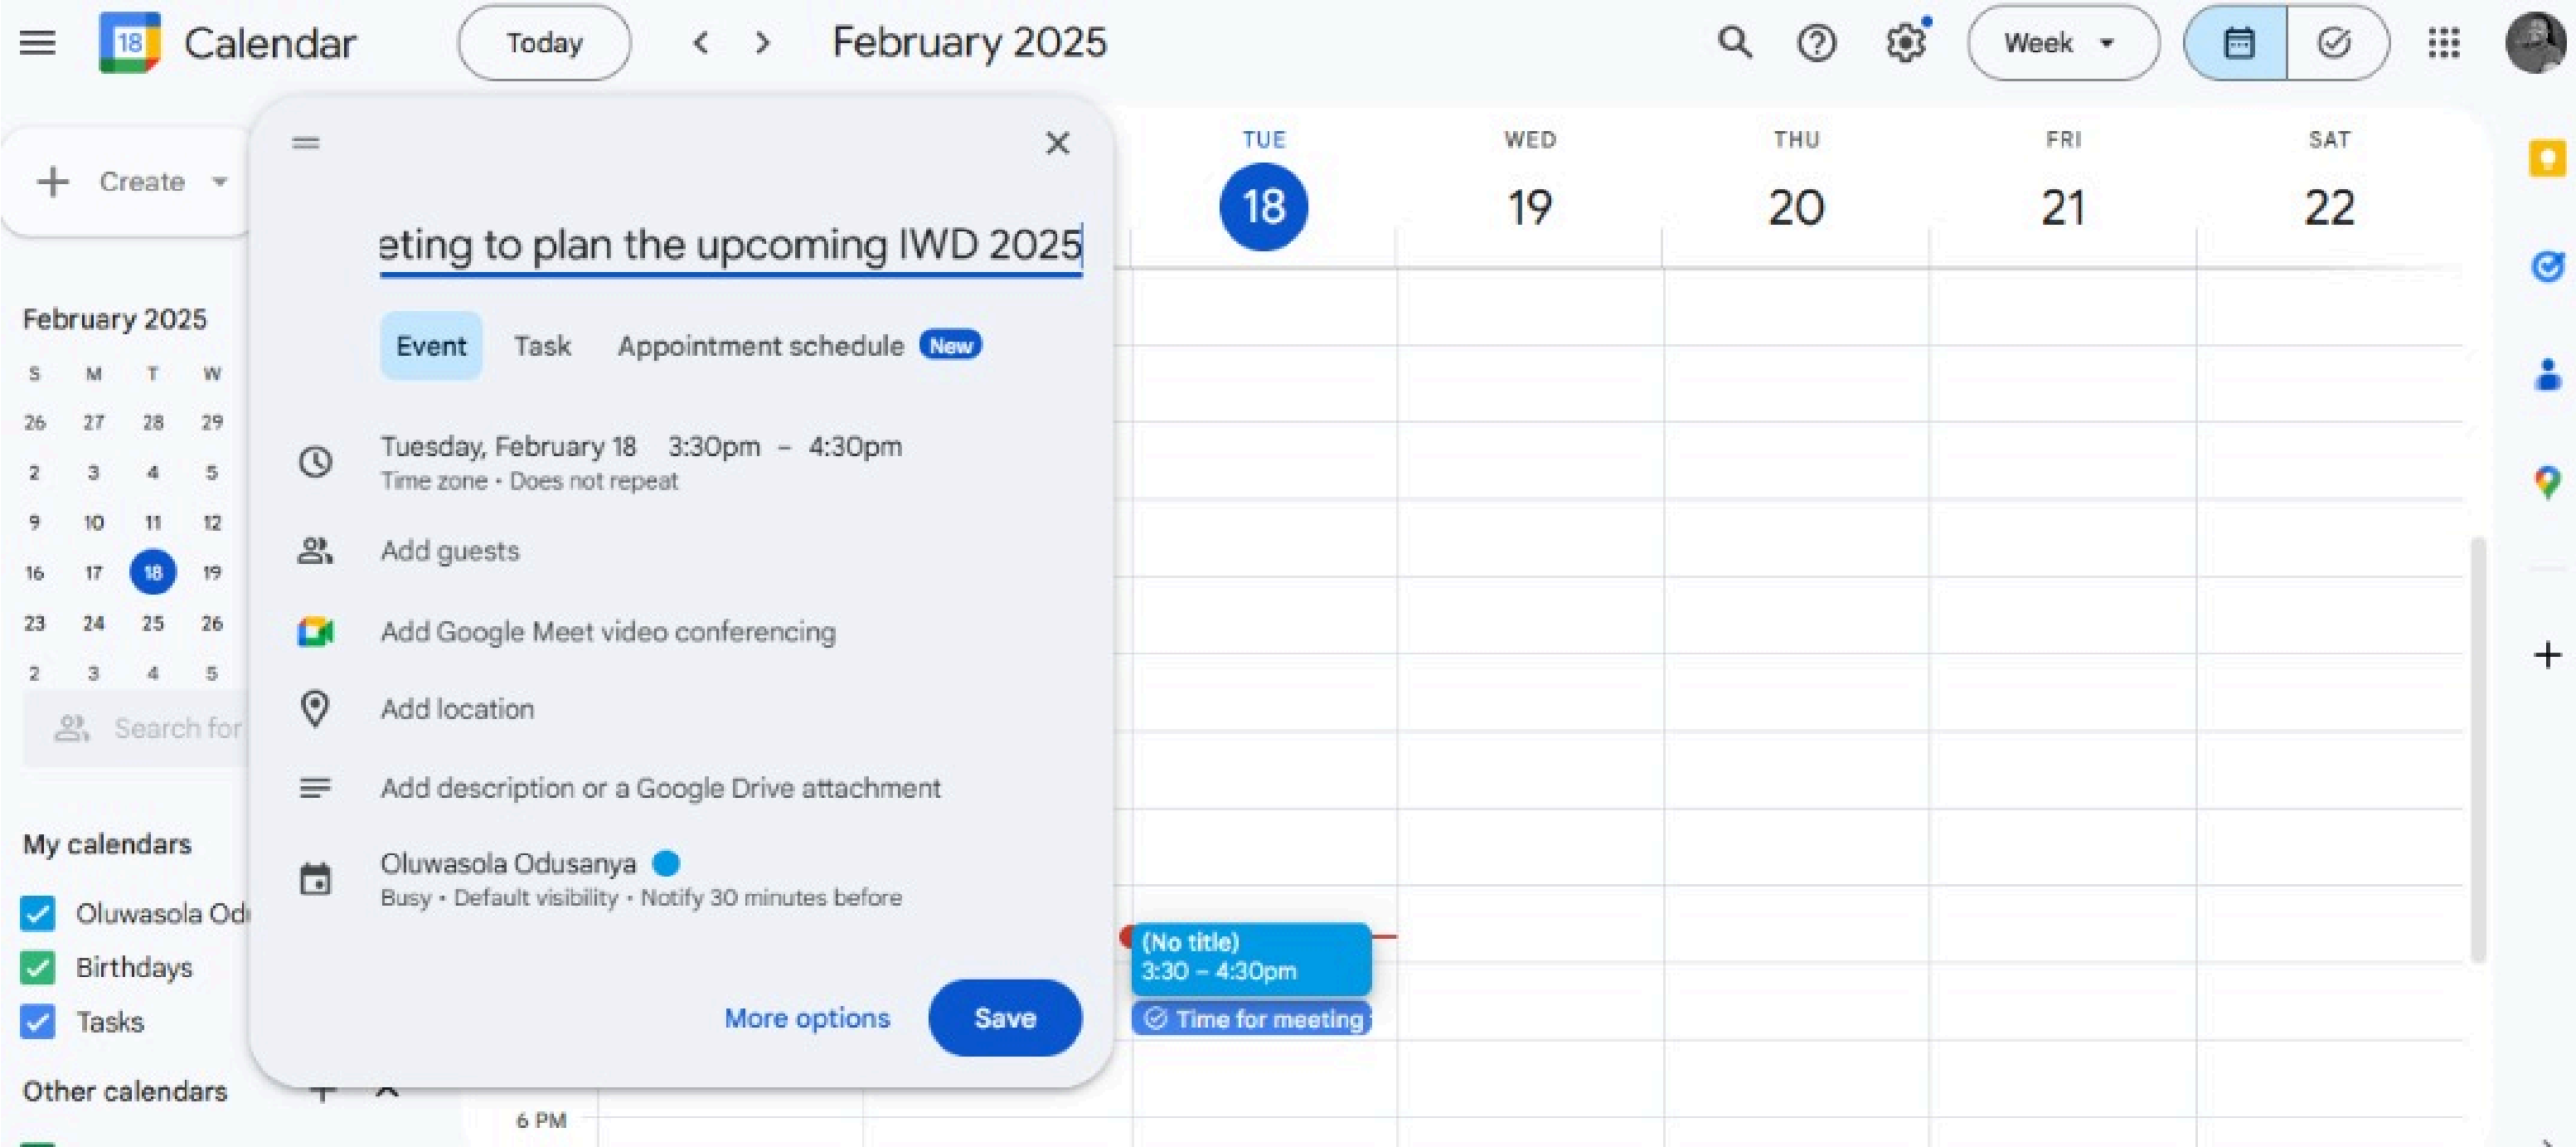 18 Calendar Today February 2025 Week
Create
eting to plan the upcoming IWD 2025
Event Task Appointment schedule New
Tuesday, February 18 3:30pm – 4:30pm
Time zone • Does not repeat
Add guests
Add Google Meet video conferencing
Add location
Add description or a Google Drive attachment
Oluwasola Odusanya
Busy • Default visibility • Notify 30 minutes before
More options Save
February 2025
S M T W
26 27 28 29
2 3 4 5
9 10 11 12
16 17 18 19
23 24 25 26
2 3 4 5
Search for
My calendars
Oluwasola Od
Birthdays
Tasks
Other calendars
TUE WED THU FRI SAT
18 19 20 21 22
(No title)
3:30 – 4:30pm
Time for meeting
6 PM